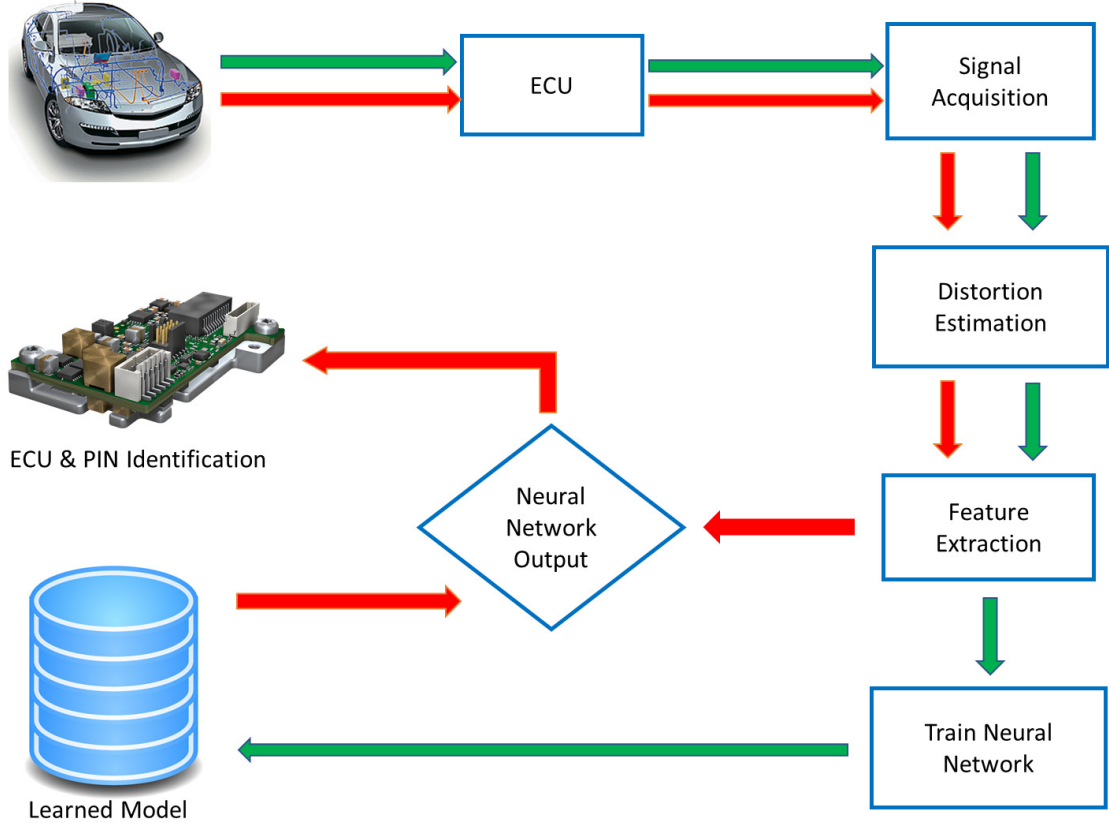 ECU
Signal
Acquisition
Distortion
Estimation
ECU & PIN Identification
Neural
Network
Output
Feature
Extraction
Train Neural
Network
Learned Model